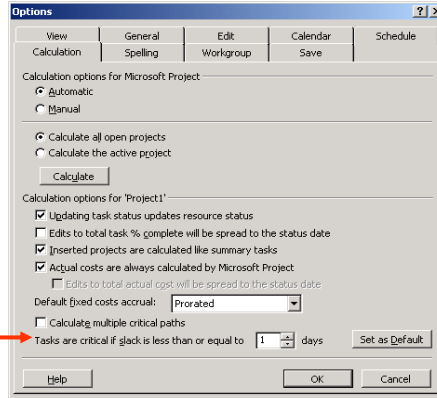 Options
View General Edit Calendar Schedule
Calculation Spelling Workgroup Save
Calculation options for Microsoft Project
Automatic
Manual
Calculate all open projects
Calculate the active project
Calculate
Calculation options for 'Project1'
Updating task status updates resource status
Edits to total task % complete will be spread to the status date
Inserted projects are calculated like summary tasks
Actual costs are always calculated by Microsoft Project
Edits to total actual cost will be spread to the status date
Default fixed costs accrual: Prorated
Calculate multiple critical paths
Tasks are critical if slack is less than or equal to 1 days Set as Default
Help OK Cancel